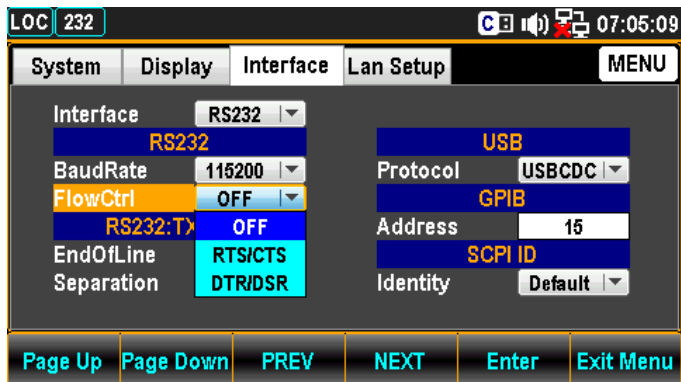 LOC 232 C 07:05:09
System Display Interface Lan Setup MENU
Interface RS232
RS232 USB
BaudRate 115200 Protocol USBCDC
FlowCtrl OFF GPIB
RS232:TX OFF Address 15
EndOfLine RTS/CTS SCPI ID
Separation DTR/DSR Identity Default
Page Up Page Down PREV NEXT Enter Exit Menu